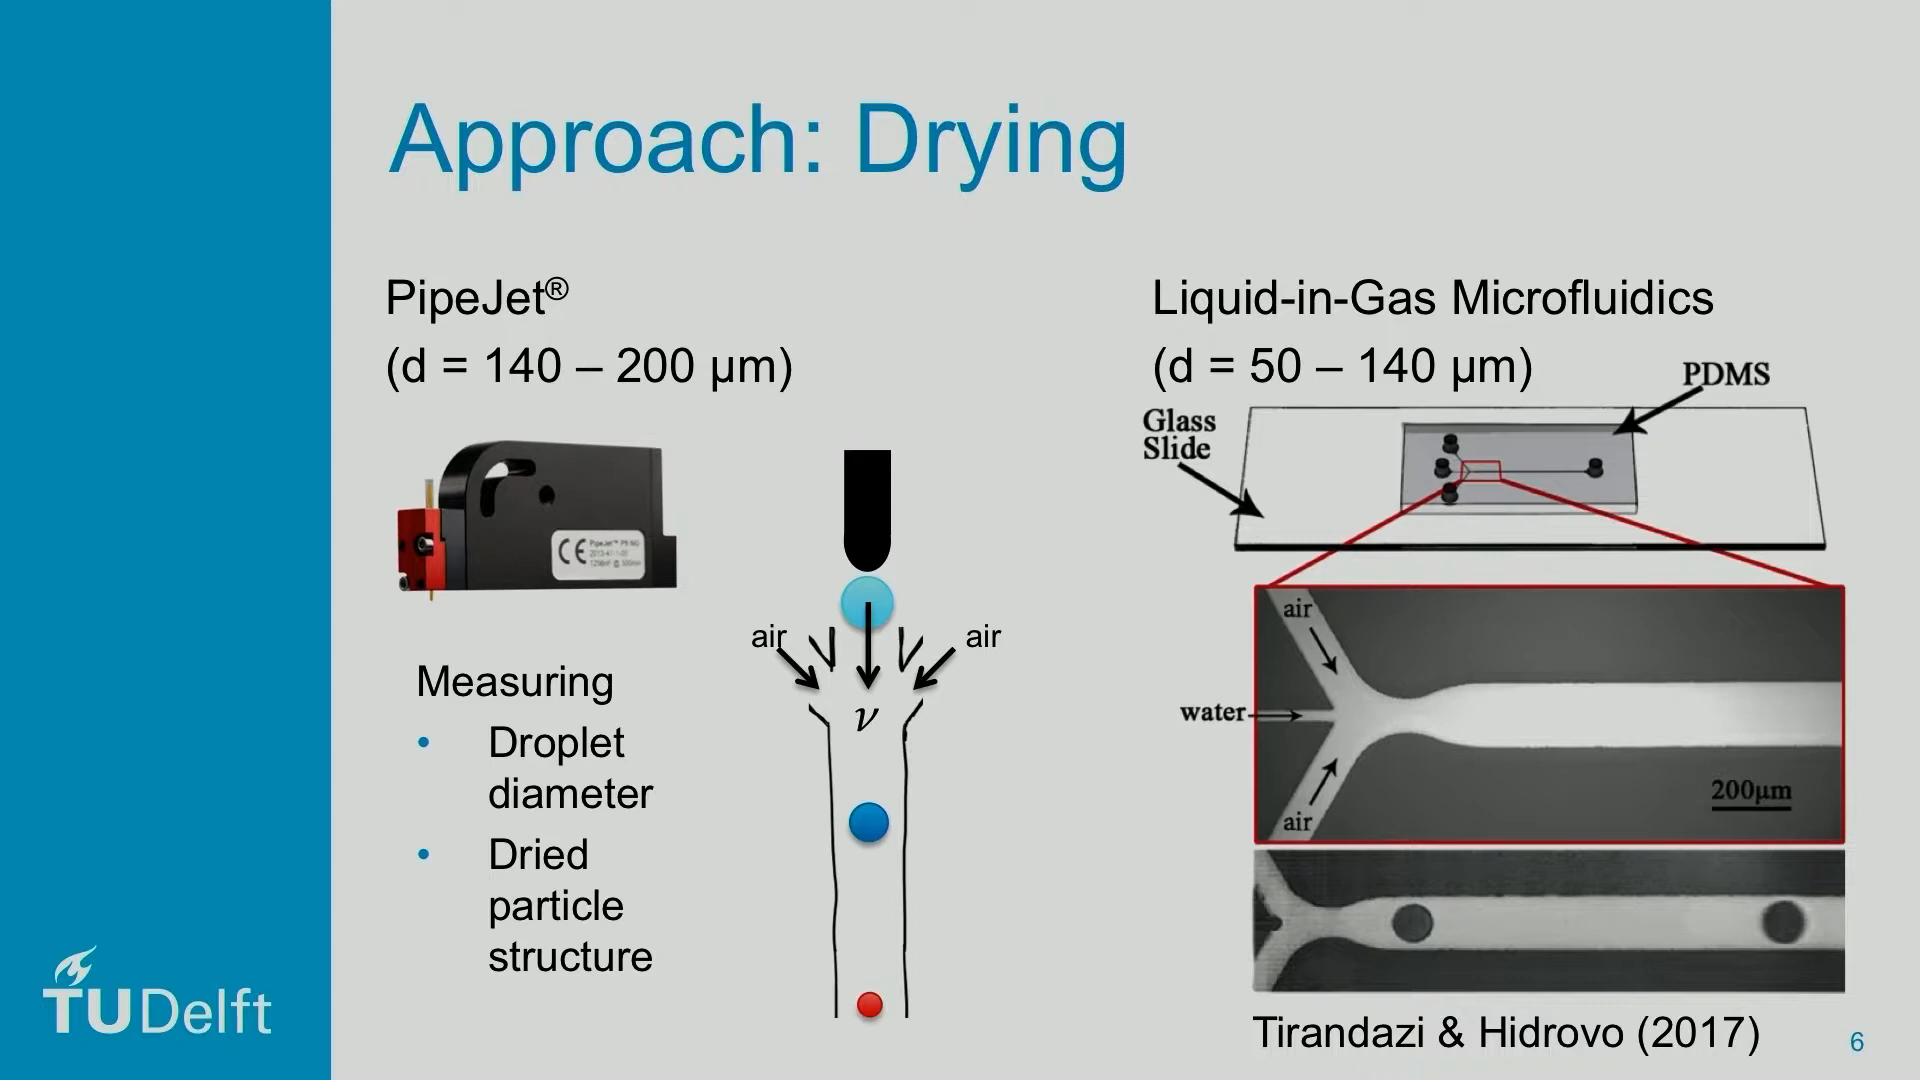 Approach: Drying
PipeJet®
(d = 140 – 200 µm)
CE
air
air
ν
Measuring
• Droplet
diameter
• Dried
particle
structure
Liquid-in-Gas Microfluidics
(d = 50 – 140 µm)
PDMS
Glass
Slide
air
water
200µm
air
Tirandazi & Hidrovo (2017)
TUDelft
6